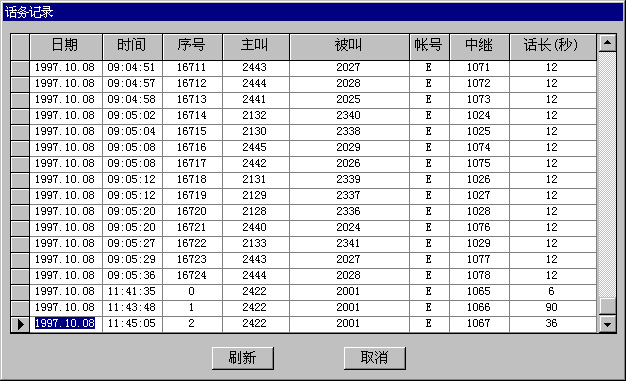 话务记录
日期 时间 序号 主叫 被叫 帐号 中继 话长(秒)
1997.10.08 09:04:51 16711 2443 2027 E 1071 12
1997.10.08 09:04:57 16712 2444 2028 E 1072 12
1997.10.08 09:04:58 16713 2441 2025 E 1073 12
1997.10.08 09:05:02 16714 2132 2340 E 1024 12
1997.10.08 09:05:04 16715 2130 2338 E 1025 12
1997.10.08 09:05:08 16716 2445 2029 E 1074 12
1997.10.08 09:05:08 16717 2442 2026 E 1075 12
1997.10.08 09:05:12 16718 2131 2339 E 1026 12
1997.10.08 09:05:12 16719 2129 2337 E 1027 12
1997.10.08 09:05:20 16720 2128 2336 E 1028 12
1997.10.08 09:05:20 16721 2440 2024 E 1076 12
1997.10.08 09:05:27 16722 2133 2341 E 1029 12
1997.10.08 09:05:29 16723 2443 2027 E 1077 12
1997.10.08 09:05:36 16724 2444 2028 E 1078 12
1997.10.08 11:41:35 0 2422 2001 E 1065 6
1997.10.08 11:43:48 1 2422 2001 E 1066 90
1997.10.08 11:45:05 2 2422 2001 E 1067 36
刷新 取消